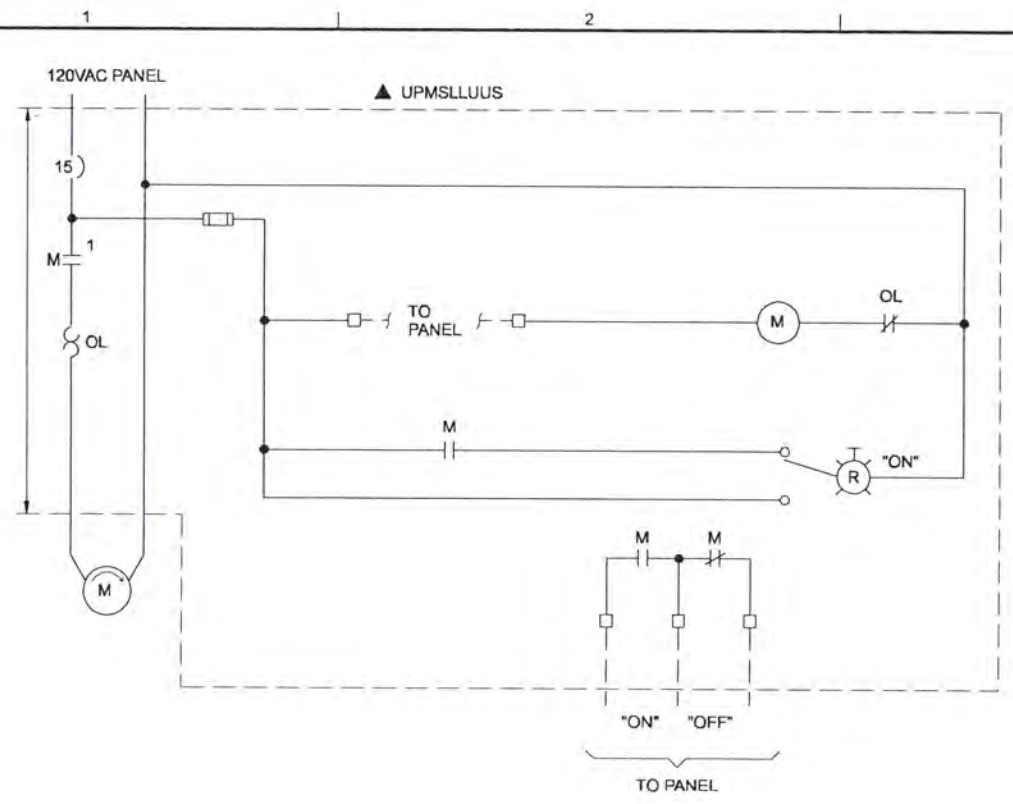 1 2
120VAC PANEL
▲ UPMSLLUUS
15
1
M
OL
TO
PANEL
M
OL
M
R
"ON"
M M
M
"ON" "OFF"
TO PANEL